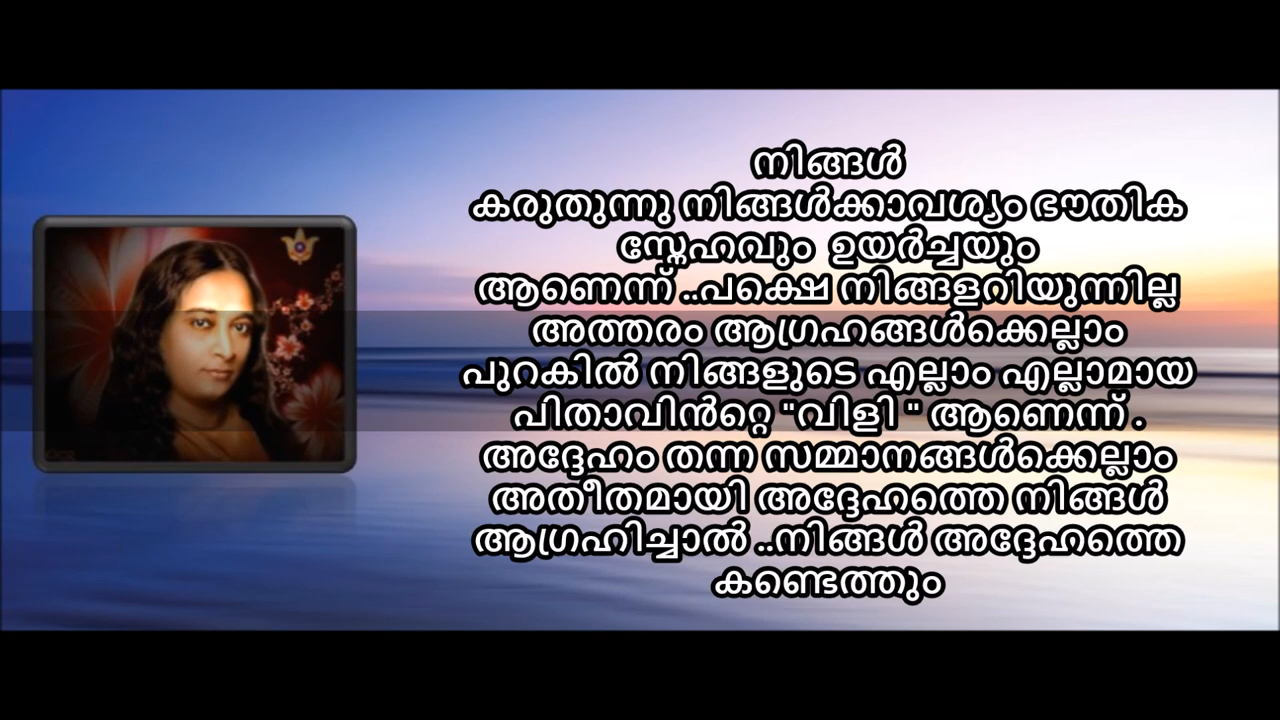 നിങ്ങൾ
കരുതുന്നു നിങ്ങൾക്കാവശ്യം ഭൗതിക
സ്നേഹവും ഉയർച്ചയും
ആണെന്ന് ..പക്ഷെ നിങ്ങളറിയുന്നില്ല
അത്തരം ആഗ്രഹങ്ങൾക്കെല്ലാം
പുറകിൽ നിങ്ങളുടെ എല്ലാം എല്ലാമായ
പിതാവിൻറ്റെ "വിളി " ആണെന്ന് .
അദ്ദേഹം തന്ന സമ്മാനങ്ങൾക്കെല്ലാം
അതീതമായി അദ്ദേഹത്തെ നിങ്ങൾ
ആഗ്രഹിച്ചാൽ ..നിങ്ങൾ അദ്ദേഹത്തെ
കണ്ടെത്തും